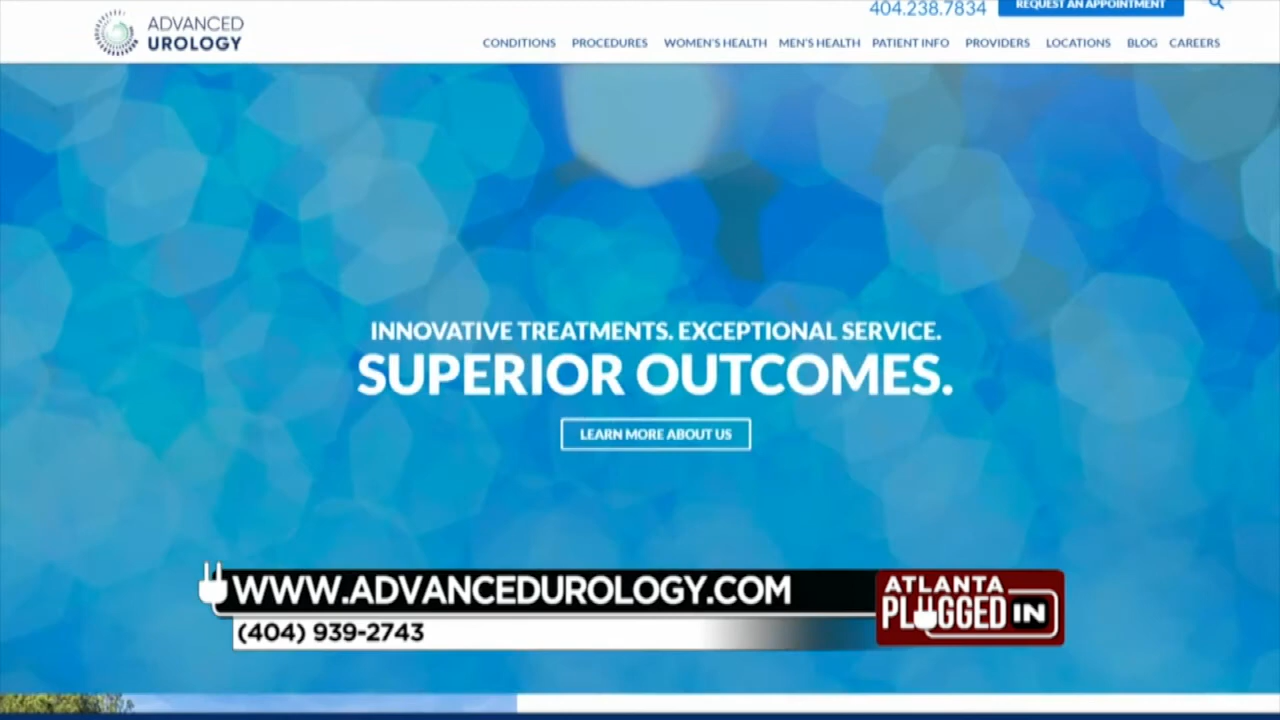 404.238.7834
REQUEST AN APPOINTMENT
ADVANCED
UROLOGY
CONDITIONS PROCEDURES WOMEN'S HEALTH MEN'S HEALTH PATIENT INFO PROVIDERS LOCATIONS BLOG CAREERS
INNOVATIVE TREATMENTS. EXCEPTIONAL SERVICE.
SUPERIOR OUTCOMES.
LEARN MORE ABOUT US
WWW.ADVANCEDUROLOGY.COM
(404) 939-2743
ATLANTA
PLUGGED IN